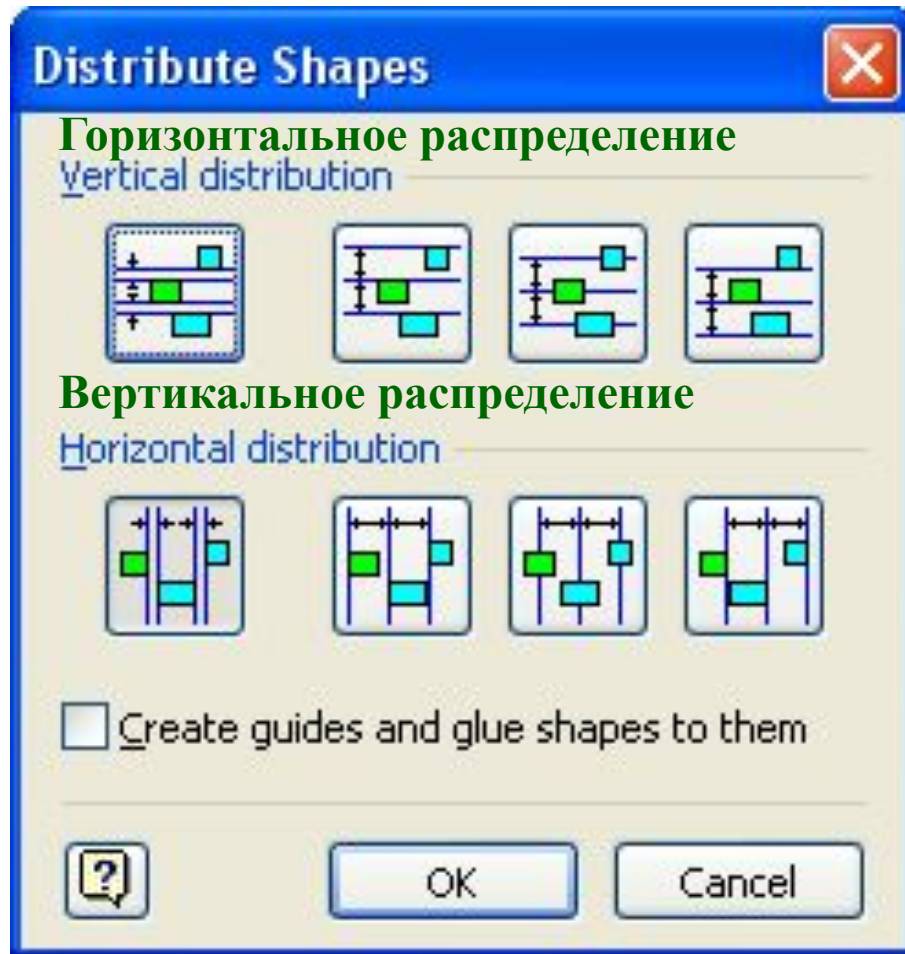 Distribute Shapes
Горизонтальное распределение
Vertical distribution
Вертикальное распределение
Horizontal distribution
Create guides and glue shapes to them
?
OK Cancel